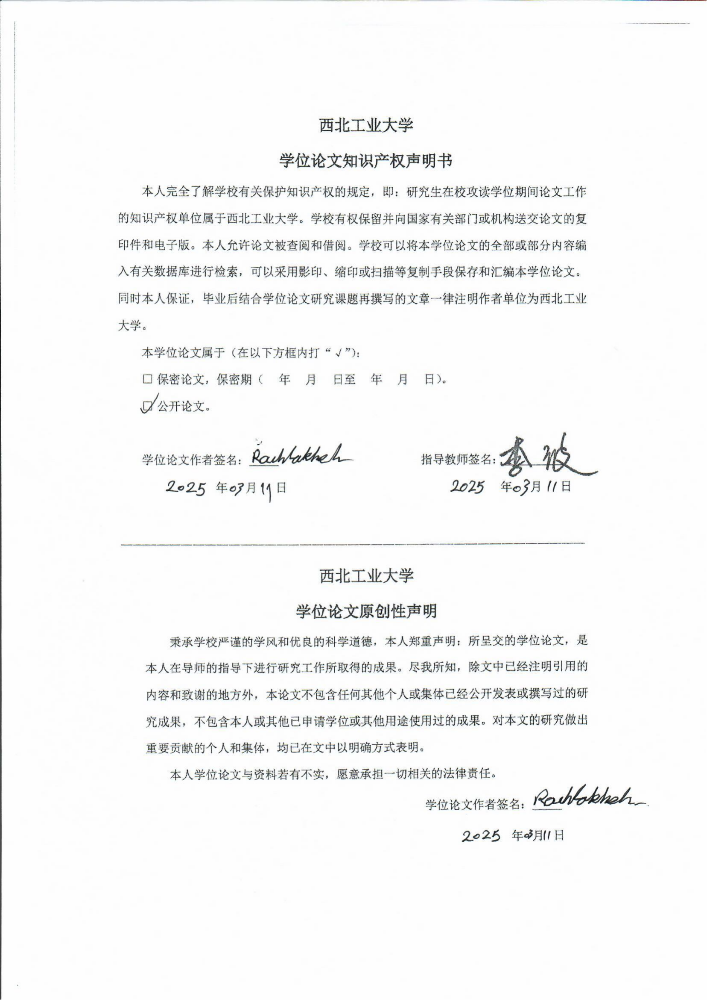 西北工业大学
学位论文知识产权声明书
本人完全了解学校有关保护知识产权的规定，即：研究生在校攻读学位期间论文工作
的知识产权单位属于西北工业大学。学校有权保留并向国家有关部门或机构送交论文的复
印件和电子版。本人允许论文被查阅和借阅。学校可以将本学位论文的全部或部分内容编
入有关数据库进行检索，可以采用影印、缩印或扫描等复制手段保存和汇编本学位论文。
同时本人保证，毕业后结合学位论文研究课题再撰写的文章一律注明作者单位为西北工业
大学。
本学位论文属于（在以下方框内打“√”）：
□ 保密论文，保密期（ 年 月 日至 年 月 日）。
☑ 公开论文。
学位论文作者签名： 指导教师签名：李波
2025 年03月11日 2025 年03月11日
西北工业大学
学位论文原创性声明
秉承学校严谨的学风和优良的科学道德，本人郑重声明：所呈交的学位论文，是
本人在导师的指导下进行研究工作所取得的成果。尽我所知，除文中已经注明引用的
内容和致谢的地方外，本论文不包含任何其他个人或集体已经公开发表或撰写过的研
究成果，不包含本人或其他已申请学位或其他用途使用过的成果。对本文的研究做出
重要贡献的个人和集体，均已在文中以明确方式表明。
本人学位论文与资料若有不实，愿意承担一切相关的法律责任。
学位论文作者签名：
2025 年03月11日